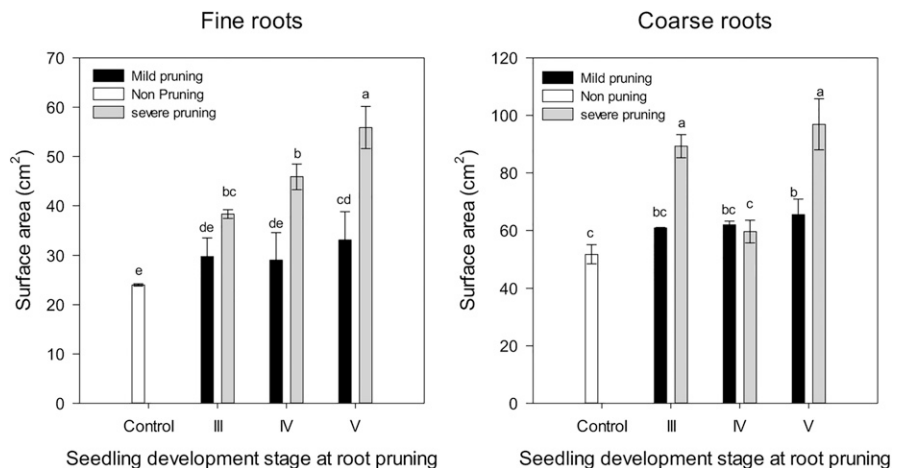 Fine roots
Surface area (cm²)
70
60
50
40
30
20
10
0
Mild pruning
Non Pruning
severe pruning
e
de
bc
de
b
cd
a
Control III IV V
Seedling development stage at root pruning
Coarse roots
Surface area (cm²)
120
100
80
60
40
20
0
Mild pruning
Non puning
severe pruning
c
bc
a
bc
c
b
a
Control III IV V
Seedling development stage at root pruning